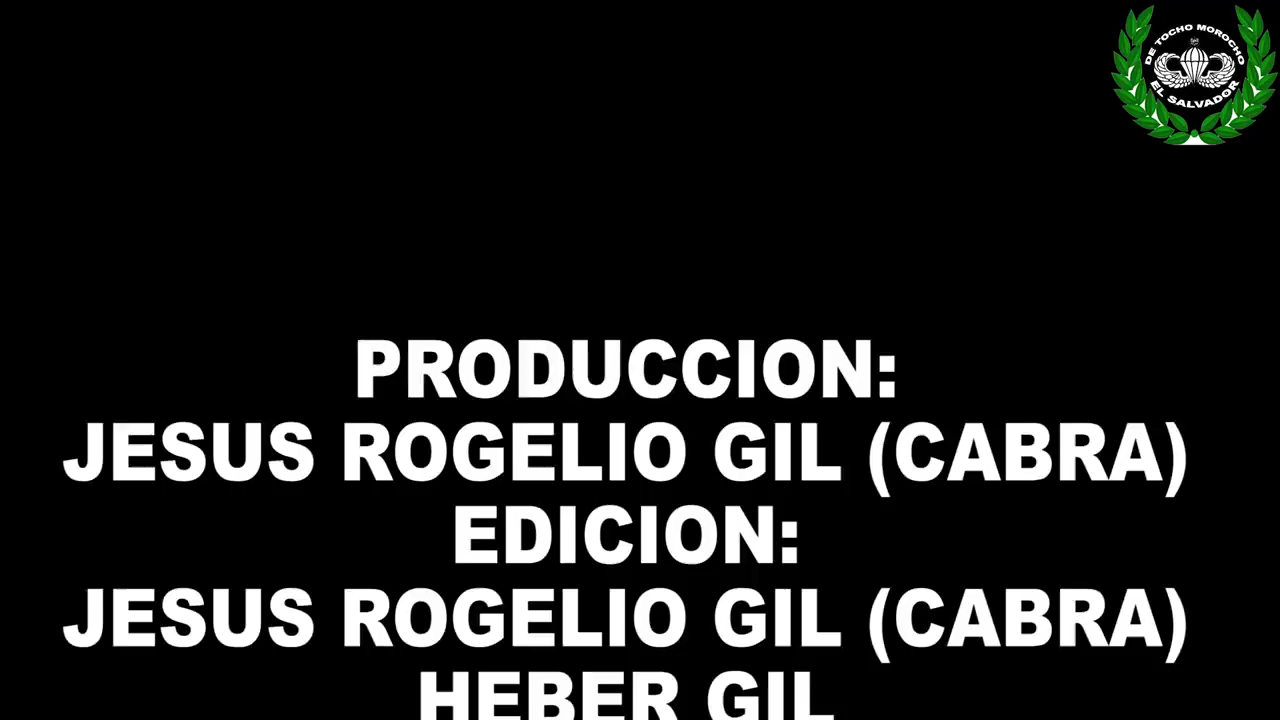 DE TOCHO MOROCHO
EL SALVADOR
PRODUCCION:
JESUS ROGELIO GIL (CABRA)
EDICION:
JESUS ROGELIO GIL (CABRA)
HEBER GIL